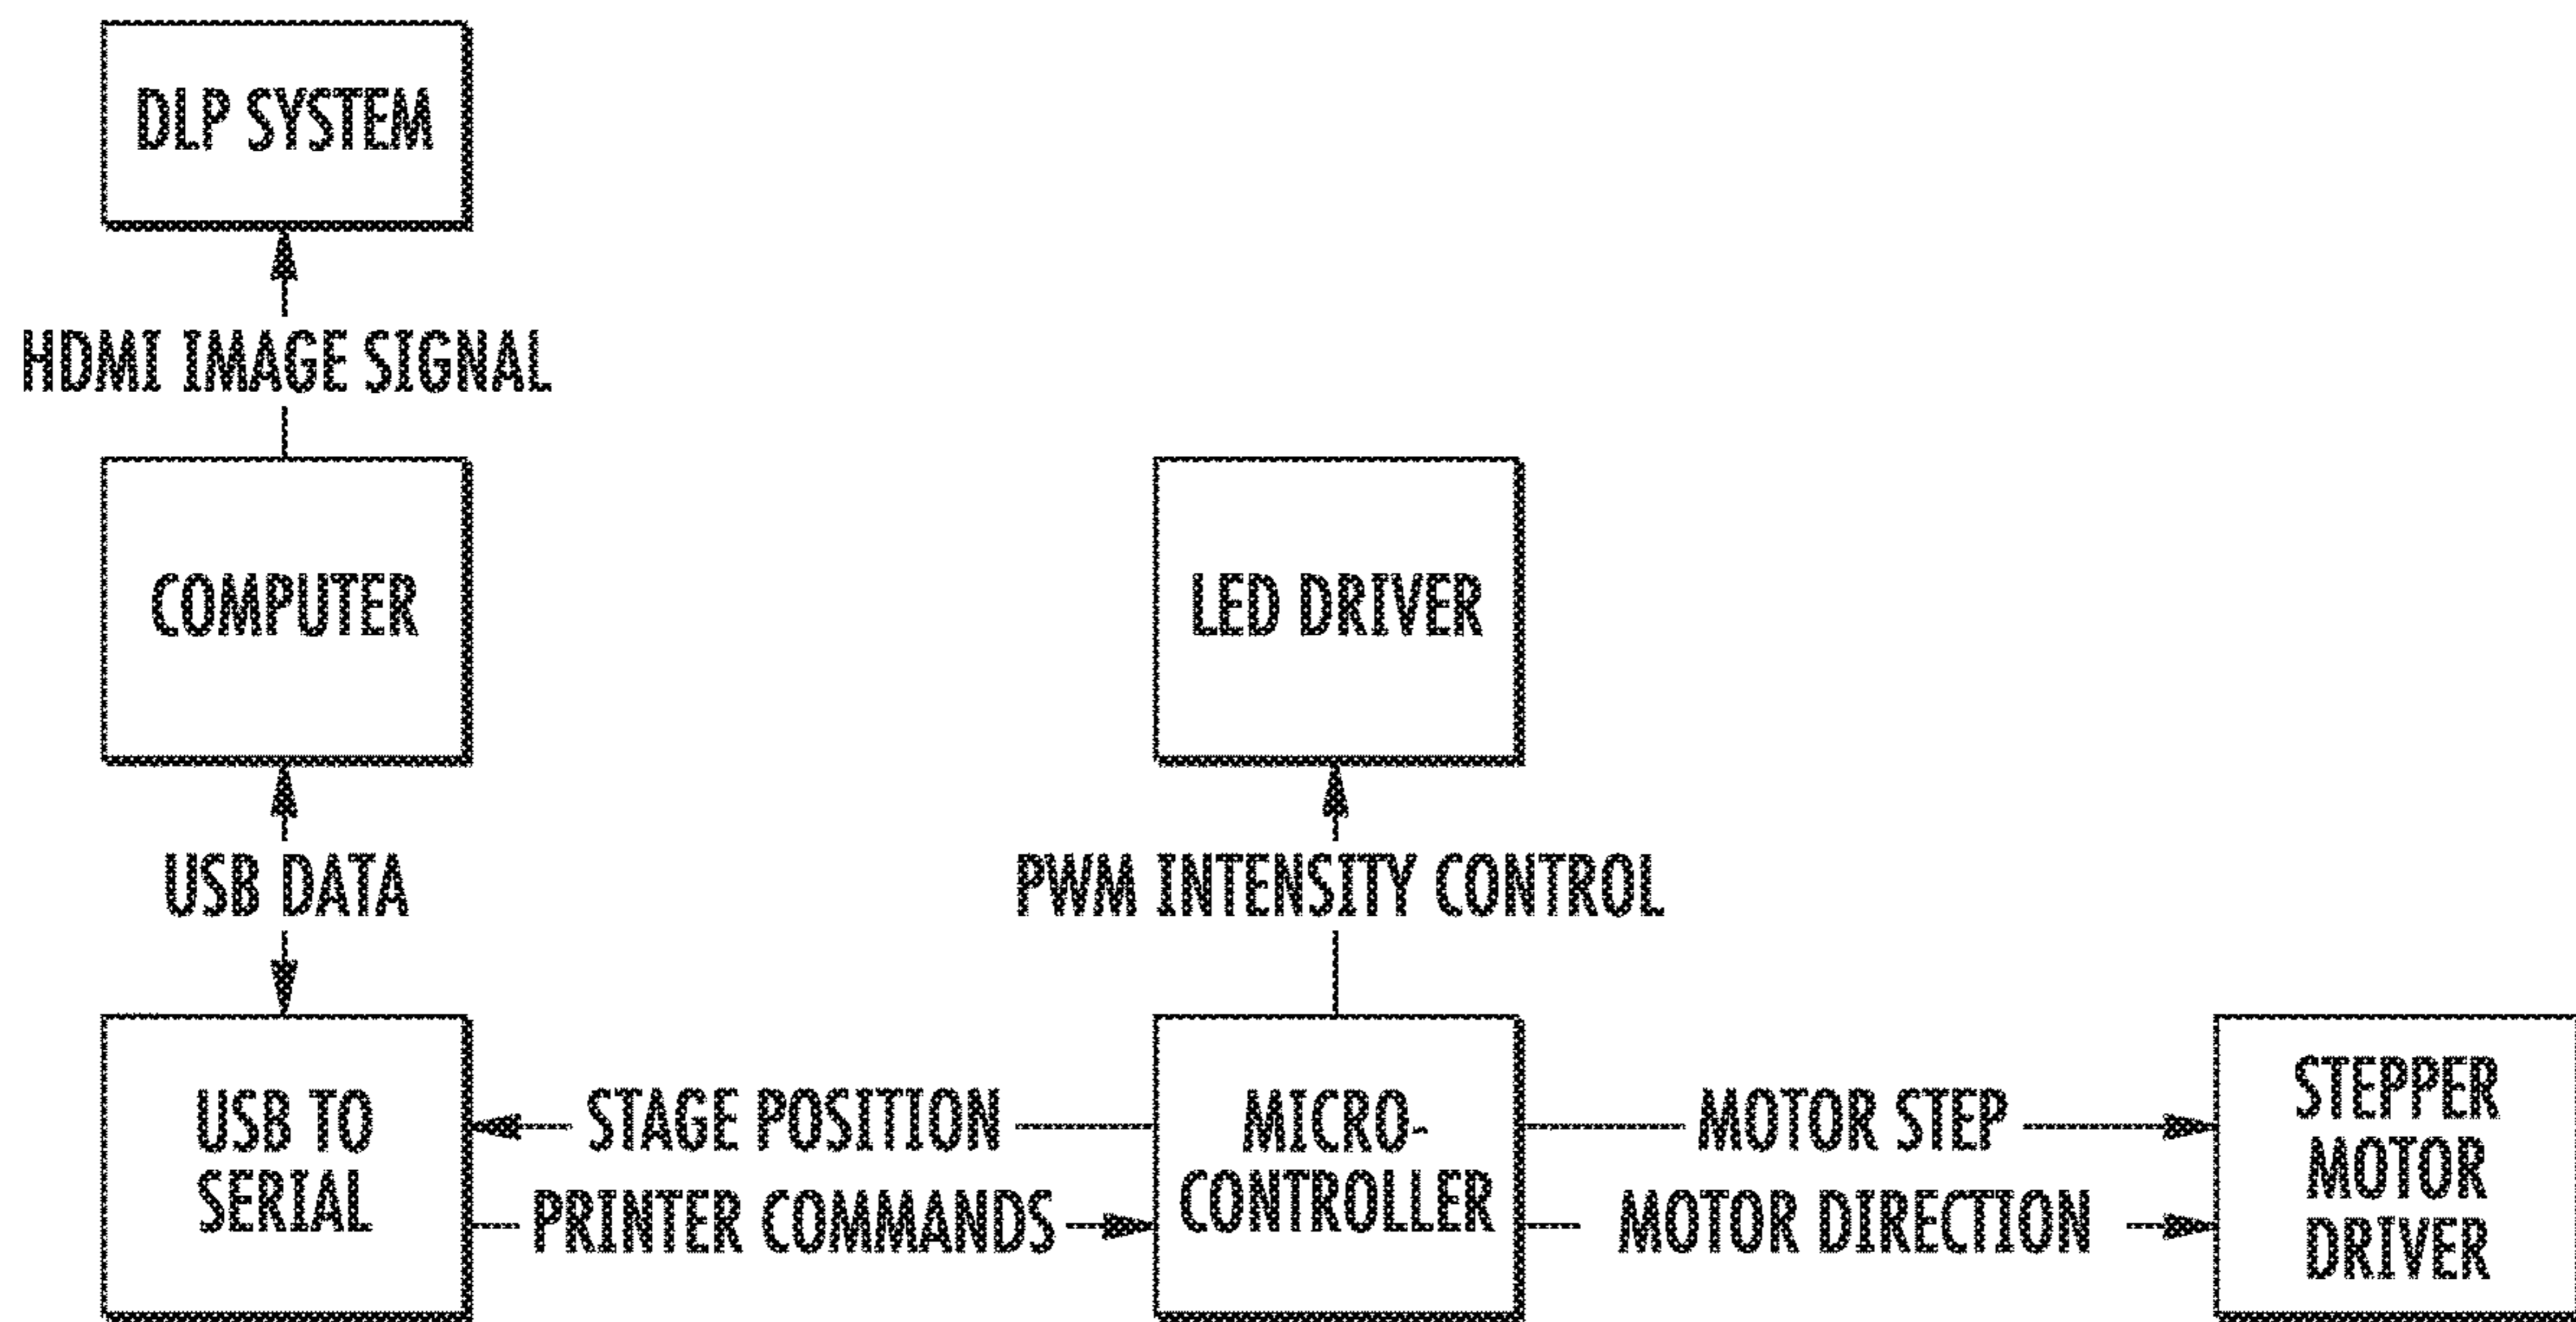 DLP SYSTEM
HDMI IMAGE SIGNAL
COMPUTER
LED DRIVER
USB DATA
PWM INTENSITY CONTROL
USB TO
SERIAL
STAGE POSITION
PRINTER COMMANDS
MICRO-
CONTROLLER
MOTOR STEP
MOTOR DIRECTION
STEPPER
MOTOR
DRIVER